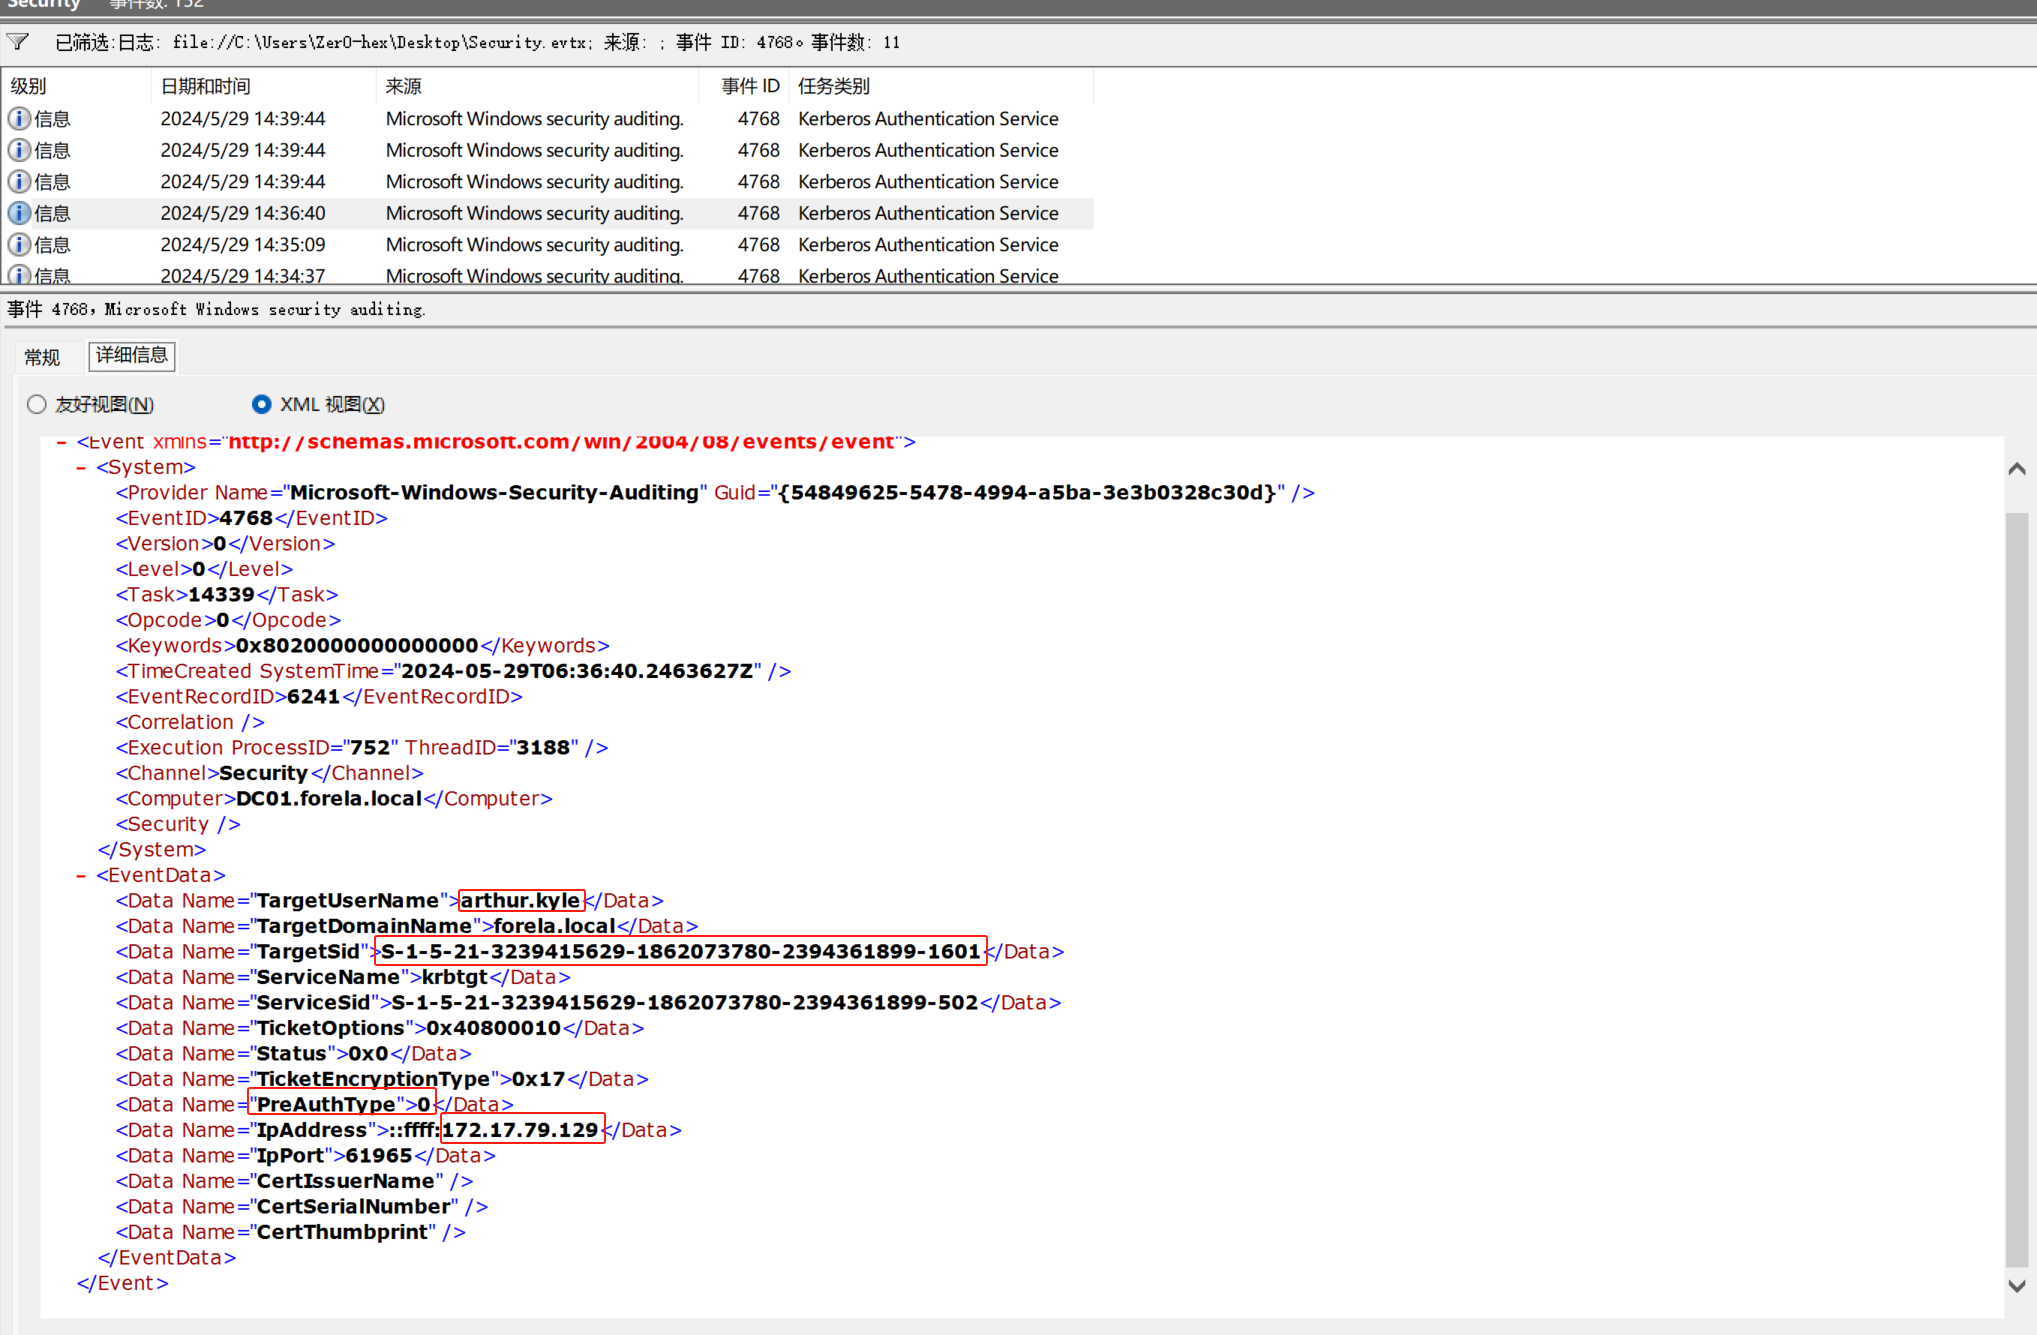 Security 事件数: 152
已筛选:日志: file://C:\Users\Zer0-hex\Desktop\Security.evtx; 来源: ; 事件 ID: 4768。事件数: 11
级别 日期和时间 来源 事件 ID 任务类别
信息 2024/5/29 14:39:44 Microsoft Windows security auditing. 4768 Kerberos Authentication Service
信息 2024/5/29 14:39:44 Microsoft Windows security auditing. 4768 Kerberos Authentication Service
信息 2024/5/29 14:39:44 Microsoft Windows security auditing. 4768 Kerberos Authentication Service
信息 2024/5/29 14:36:40 Microsoft Windows security auditing. 4768 Kerberos Authentication Service
信息 2024/5/29 14:35:09 Microsoft Windows security auditing. 4768 Kerberos Authentication Service
信息 2024/5/29 14:34:37 Microsoft Windows security auditing. 4768 Kerberos Authentication Service
事件 4768，Microsoft Windows security auditing.
常规 详细信息
友好视图(N) XML 视图(X)
- <Event xmlns="http://schemas.microsoft.com/win/2004/08/events/event">
- <System>
<Provider Name="Microsoft-Windows-Security-Auditing" Guid="{54849625-5478-4994-a5ba-3e3b0328c30d}" />
<EventID>4768</EventID>
<Version>0</Version>
<Level>0</Level>
<Task>14339</Task>
<Opcode>0</Opcode>
<Keywords>0x8020000000000000</Keywords>
<TimeCreated SystemTime="2024-05-29T06:36:40.2463627Z" />
<EventRecordID>6241</EventRecordID>
<Correlation />
<Execution ProcessID="752" ThreadID="3188" />
<Channel>Security</Channel>
<Computer>DC01.forela.local</Computer>
<Security />
</System>
- <EventData>
<Data Name="TargetUserName">arthur.kyle</Data>
<Data Name="TargetDomainName">forela.local</Data>
<Data Name="TargetSid">S-1-5-21-3239415629-1862073780-2394361899-1601</Data>
<Data Name="ServiceName">krbtgt</Data>
<Data Name="ServiceSid">S-1-5-21-3239415629-1862073780-2394361899-502</Data>
<Data Name="TicketOptions">0x40800010</Data>
<Data Name="Status">0x0</Data>
<Data Name="TicketEncryptionType">0x17</Data>
<Data Name="PreAuthType">0</Data>
<Data Name="IpAddress">::ffff:172.17.79.129</Data>
<Data Name="IpPort">61965</Data>
<Data Name="CertIssuerName" />
<Data Name="CertSerialNumber" />
<Data Name="CertThumbprint" />
</EventData>
</Event>